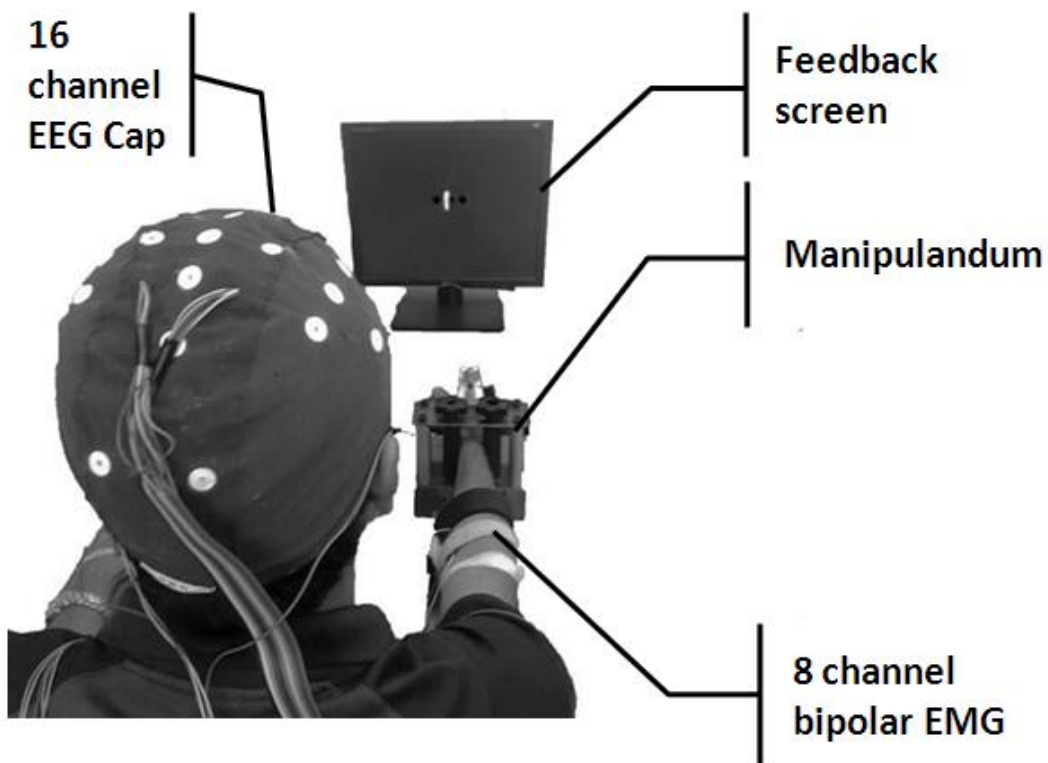 16
channel
EEG Cap
Feedback
screen
Manipulandum
8 channel
bipolar EMG